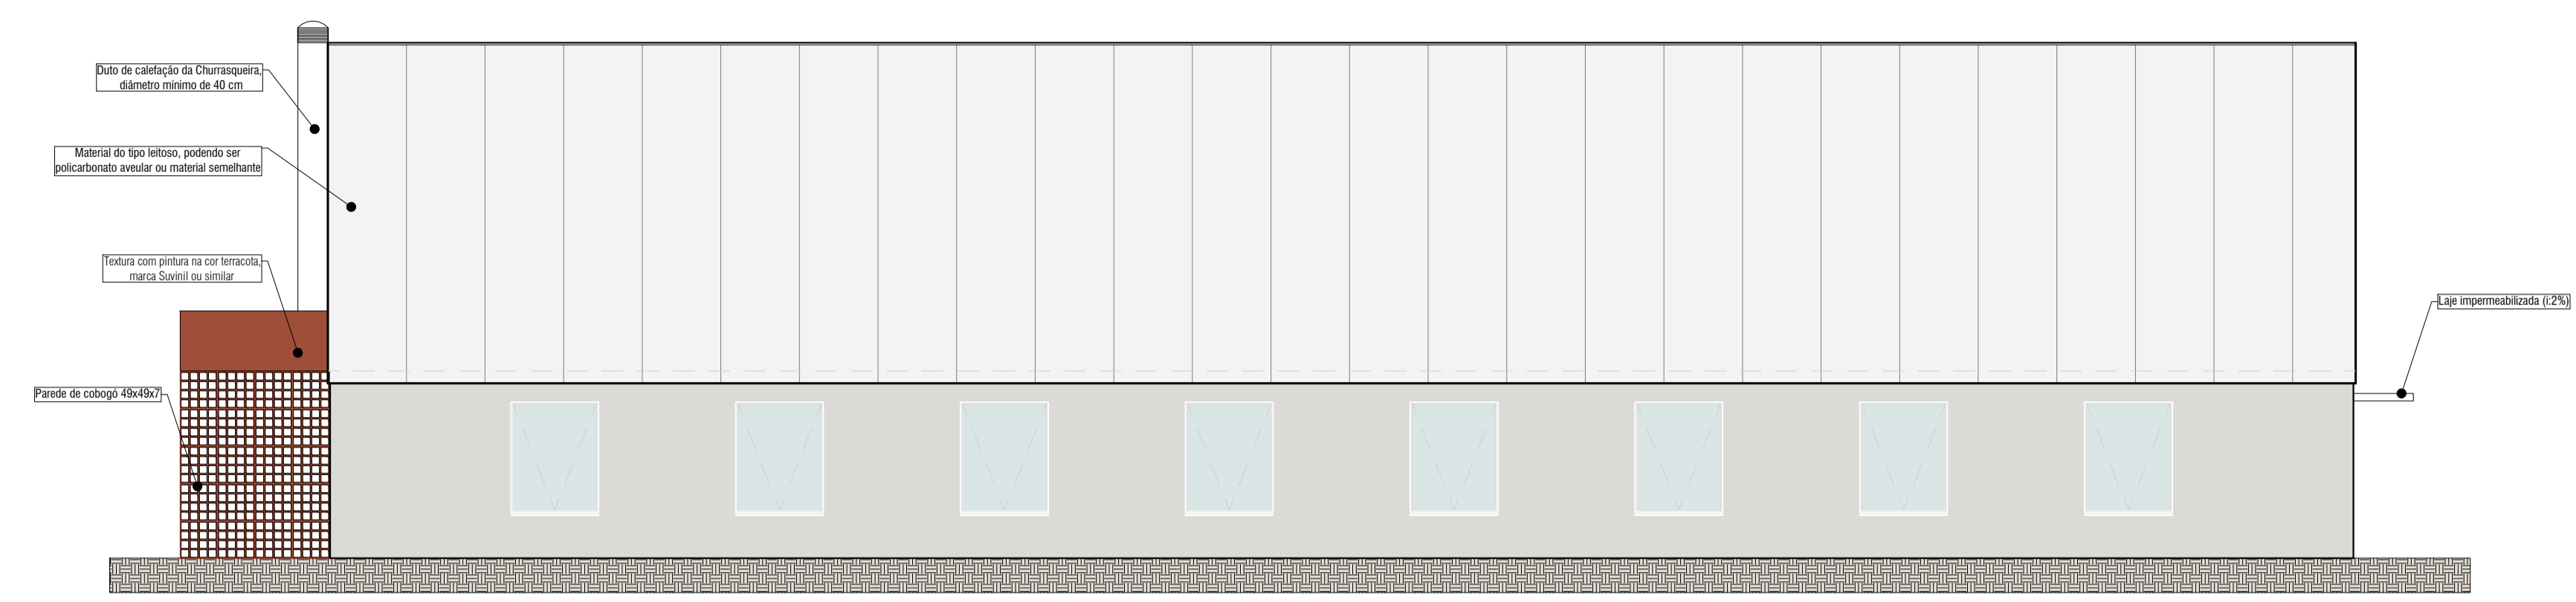 Duto de calefação da Churrasqueira,
diâmetro mínimo de 40 cm
Material do tipo leitoso, podendo ser
policarbonato aveular ou material semelhante
Textura com pintura na cor terracota,
marca Suvinil ou similar
Laje impermeabilizada (i:2%)
Parede de cobogó 49x49x7